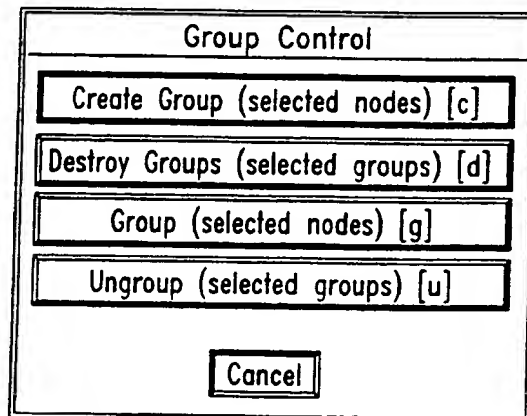 Group Control
Create Group (selected nodes) [c]
Destroy Groups (selected groups) [d]
Group (selected nodes) [g]
Ungroup (selected groups) [u]
Cancel